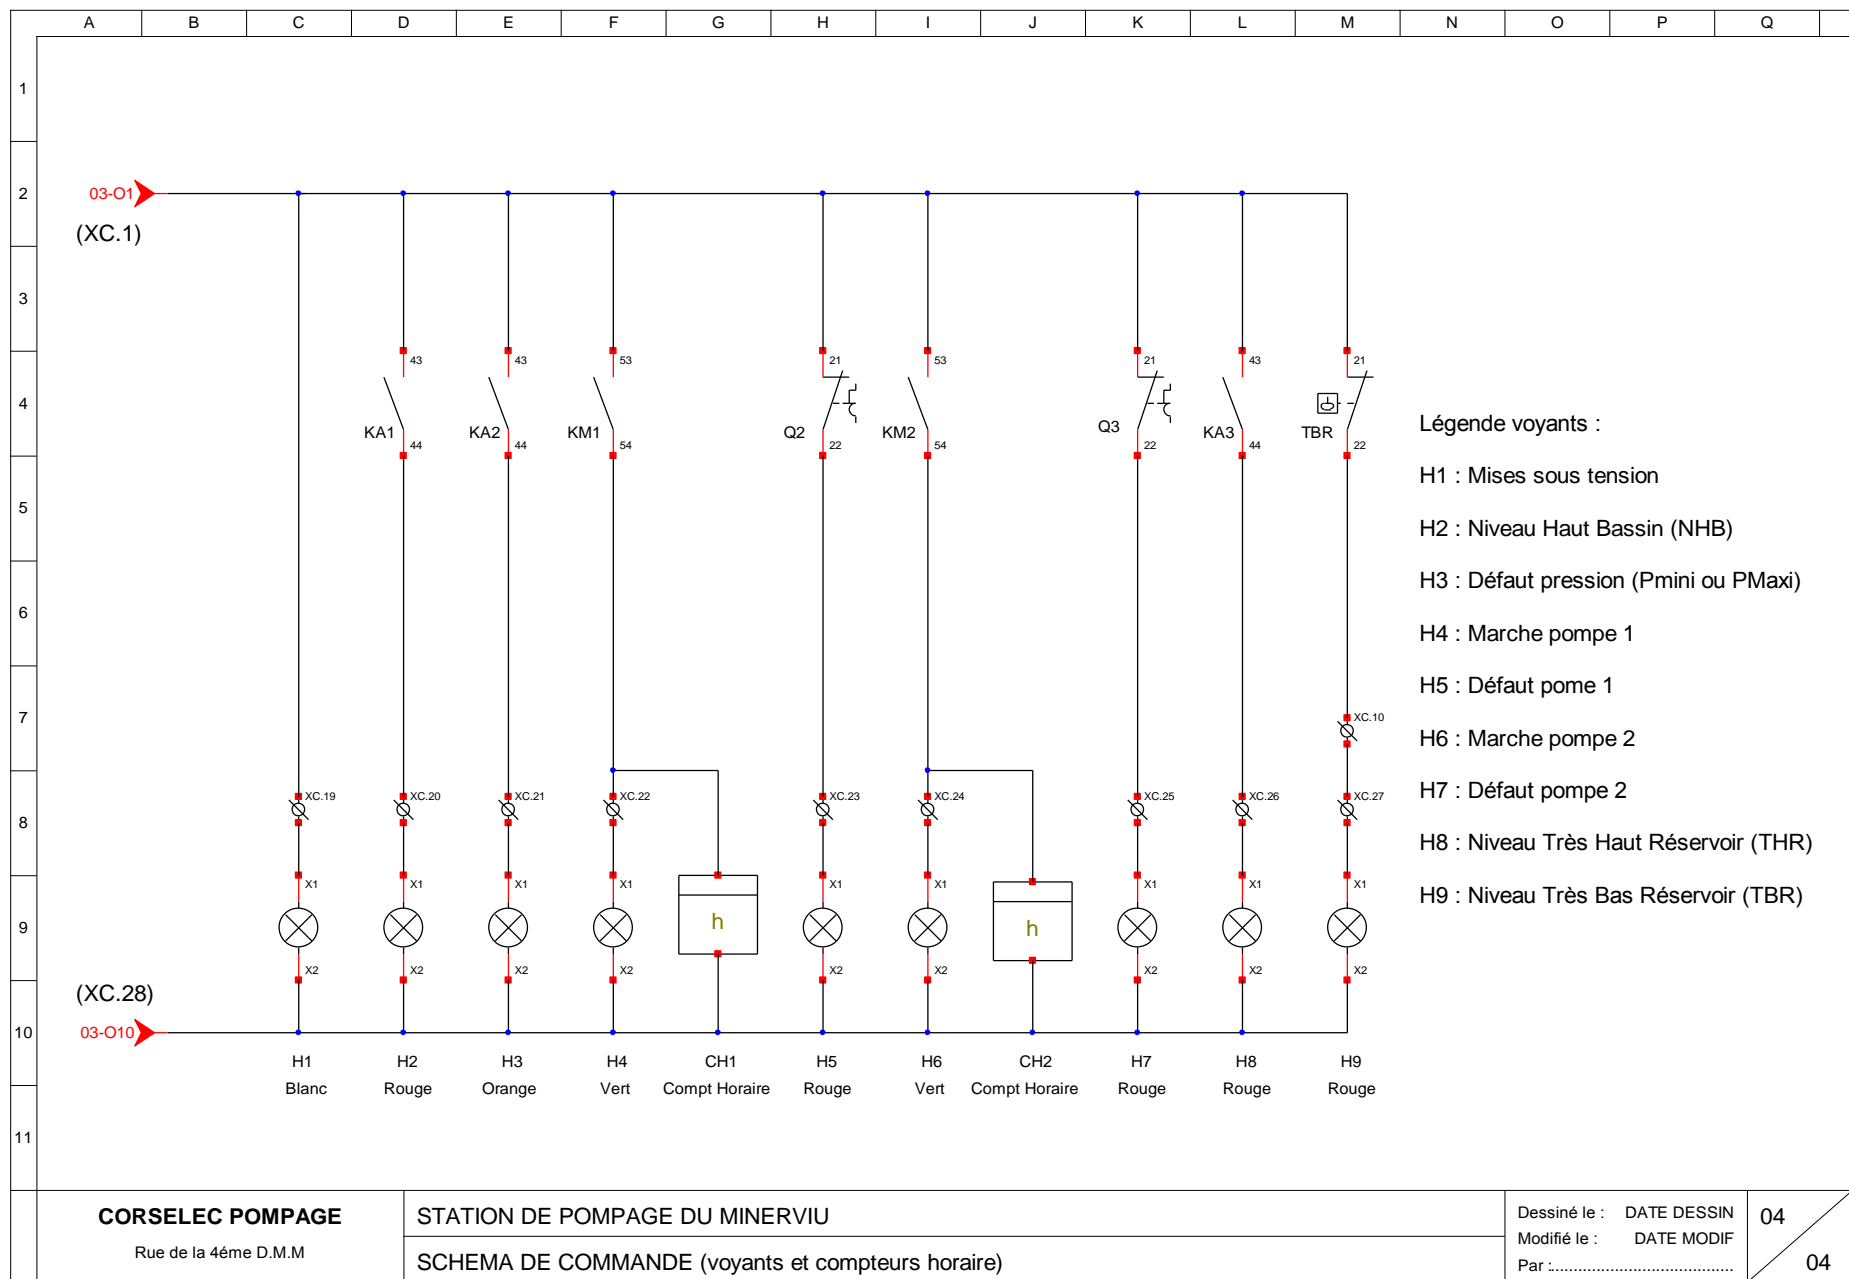 A B C D E F G H I J K L M N O P Q
1
2
3
4
5
6
7
8
9
10
11
03-O1
(XC.1)
43 43 53 21 53 21 43 21
KA1 KA2 KM1 Q2 KM2 Q3 KA3 TBR
44 44 54 22 54 22 44 22
XC.10
XC.19 XC.20 XC.21 XC.22 XC.23 XC.24 XC.25 XC.26 XC.27
X1 X1 X1 X1 X1 X1 X1 X1 X1
h h
X2 X2 X2 X2 X2 X2 X2 X2 X2
(XC.28)
03-O10
H1 H2 H3 H4 CH1 H5 H6 CH2 H7 H8 H9
Blanc Rouge Orange Vert Compt Horaire Rouge Vert Compt Horaire Rouge Rouge Rouge
Légende voyants :
H1 : Mises sous tension
H2 : Niveau Haut Bassin (NHB)
H3 : Défaut pression (Pmini ou PMaxi)
H4 : Marche pompe 1
H5 : Défaut pome 1
H6 : Marche pompe 2
H7 : Défaut pompe 2
H8 : Niveau Très Haut Réservoir (THR)
H9 : Niveau Très Bas Réservoir (TBR)
CORSELEC POMPAGE
Rue de la 4éme D.M.M
STATION DE POMPAGE DU MINERVIU
SCHEMA DE COMMANDE (voyants et compteurs horaire)
Dessiné le : DATE DESSIN
Modifié le : DATE MODIF
Par :.......................................
04
04